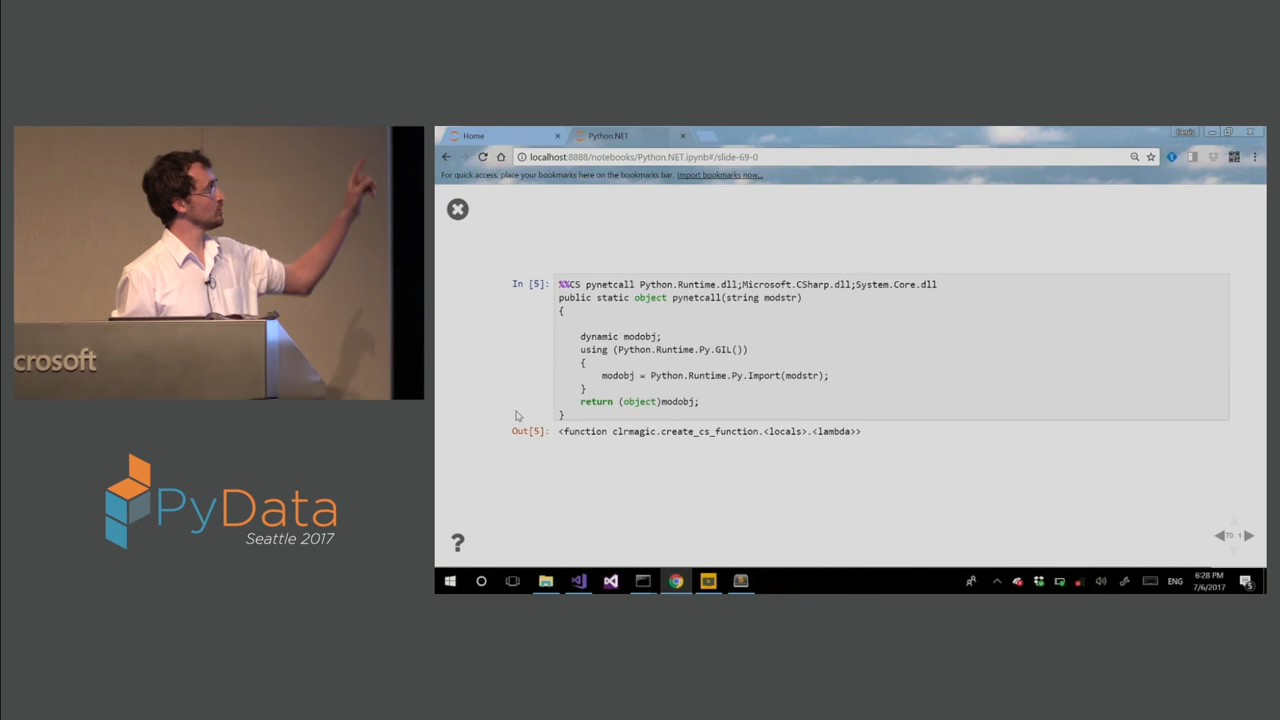 Home
Python.NET
Denis
localhost:8888/notebooks/Python.NET.ipynb#/slide-69-0
For quick access, place your bookmarks here on the bookmarks bar. Import bookmarks now...
In [5]:
%%CS pynetcall Python.Runtime.dll;Microsoft.CSharp.dll;System.Core.dll
public static object pynetcall(string modstr)
{
dynamic modobj;
using (Python.Runtime.Py.GIL())
{
modobj = Python.Runtime.Py.Import(modstr);
}
return (object)modobj;
}
Out[5]: <function clrmagic.create_cs_function.<locals>.<lambda>>
?
70 . 1
ENG
6:28 PM
7/6/2017
5
crosoft
PyData
Seattle 2017